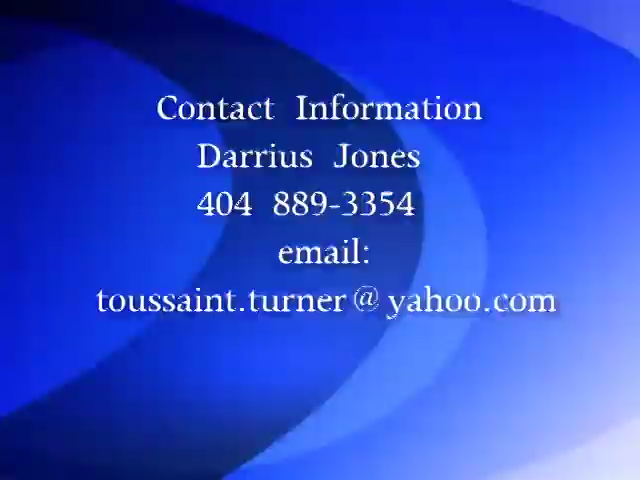 Contact Information
Darrius Jones
404 889-3354
email:
toussaint.turner@yahoo.com